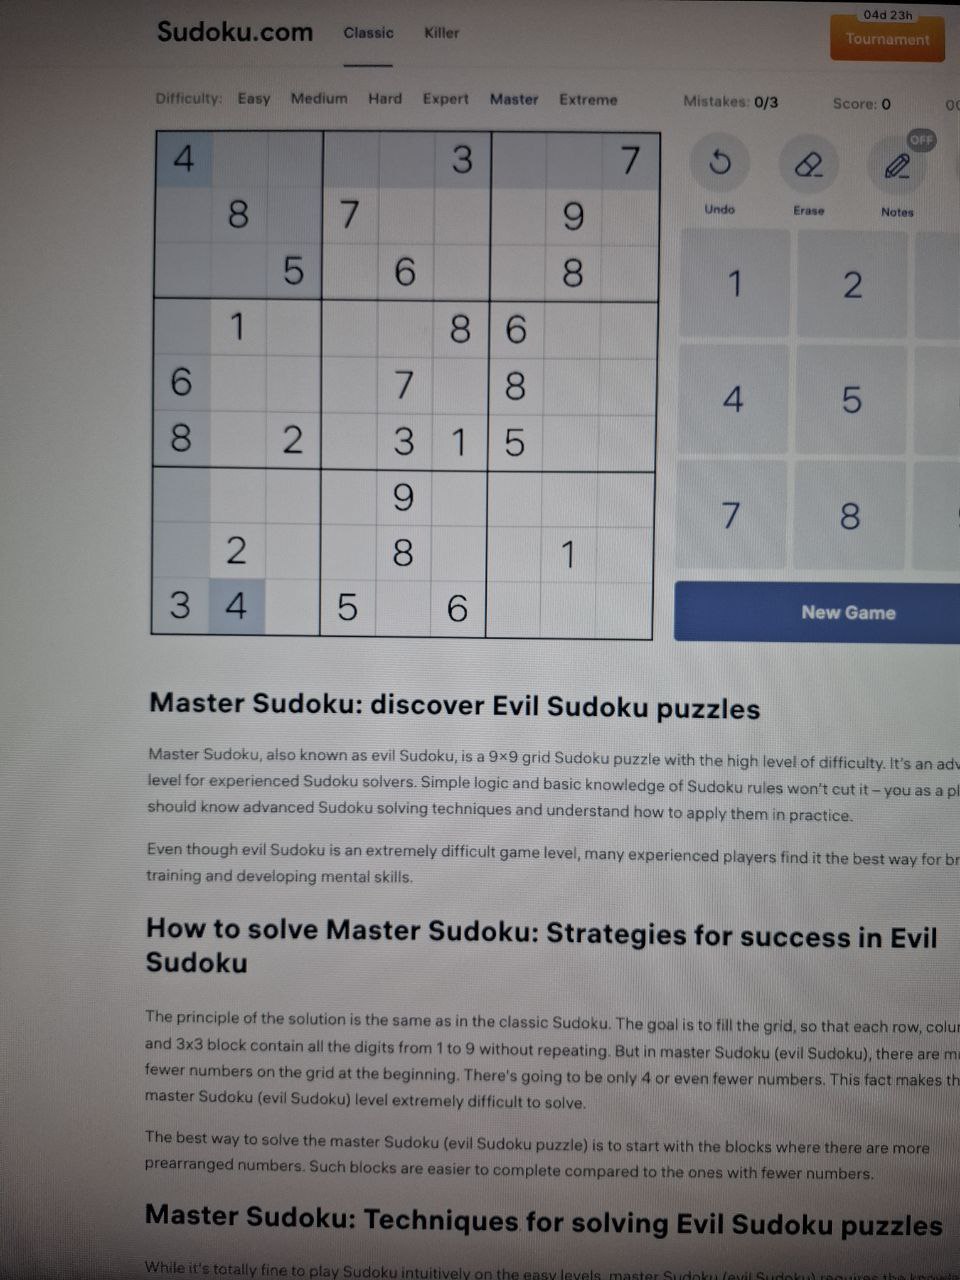 04d 23h
Sudoku.com Classic Killer Tournament
Difficulty: Easy Medium Hard Expert Master Extreme Mistakes: 0/3 Score: 0
4 3 7
OFF
8 7 9
Undo Erase Notes
5 6 8
1 2
1 8 6
6 7 8
4 5
8 2 3 1 5
9
7 8
2 8 1
3 4 5 6
New Game
Master Sudoku: discover Evil Sudoku puzzles
Master Sudoku, also known as evil Sudoku, is a 9×9 grid Sudoku puzzle with the high level of difficulty. It's an
level for experienced Sudoku solvers. Simple logic and basic knowledge of Sudoku rules won't cut it – you as a
should know advanced Sudoku solving techniques and understand how to apply them in practice.
Even though evil Sudoku is an extremely difficult game level, many experienced players find it the best way for
training and developing mental skills.
How to solve Master Sudoku: Strategies for success in Evil
Sudoku
The principle of the solution is the same as in the classic Sudoku. The goal is to fill the grid, so that each row,
and 3x3 block contain all the digits from 1 to 9 without repeating. But in master Sudoku (evil Sudoku), there are
fewer numbers on the grid at the beginning. There's going to be only 4 or even fewer numbers. This fact makes
master Sudoku (evil Sudoku) level extremely difficult to solve.
The best way to solve the master Sudoku (evil Sudoku puzzle) is to start with the blocks where there are more
prearranged numbers. Such blocks are easier to complete compared to the ones with fewer numbers.
Master Sudoku: Techniques for solving Evil Sudoku puzzles
While it's totally fine to play Sudoku intuitively on the easy levels, master Sudoku (evil Sudoku) requires